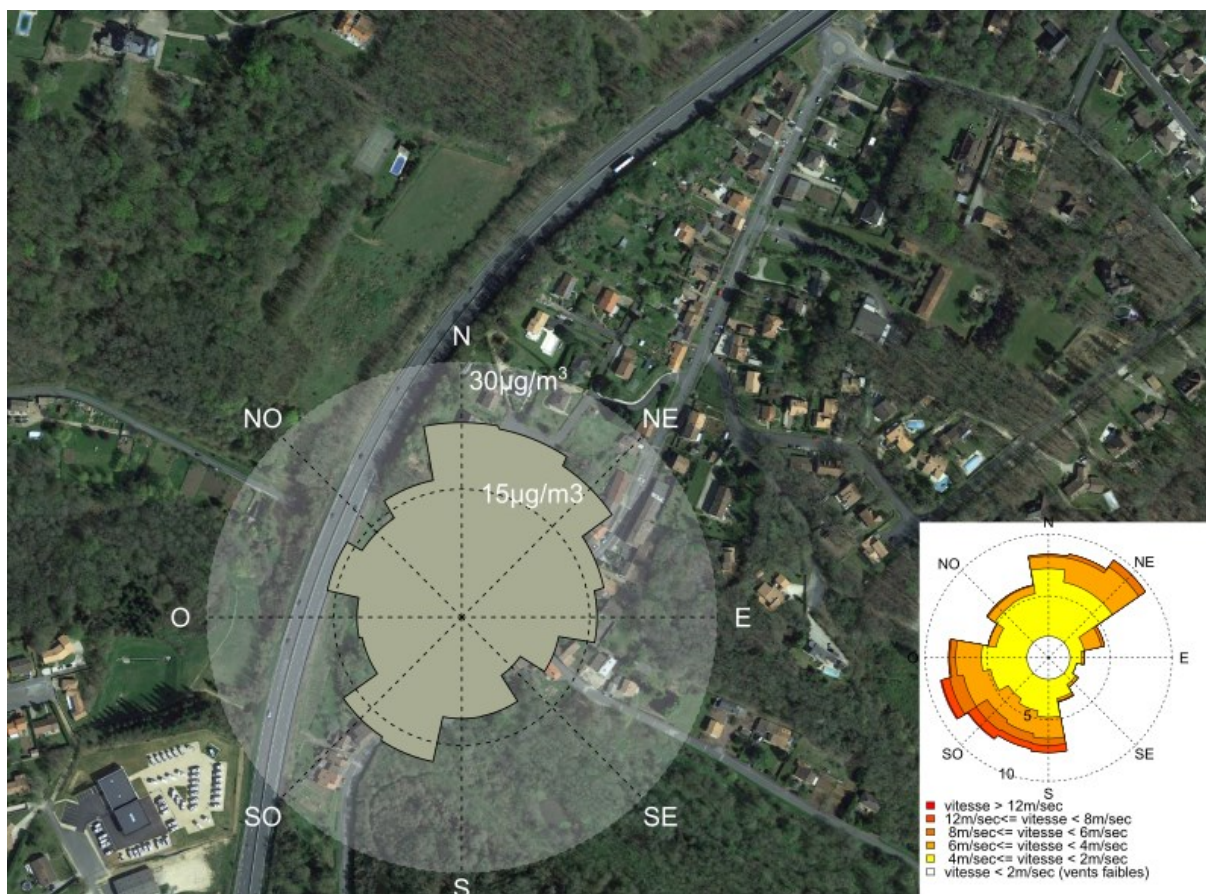 N
30µg/m³
NO
NE
15µg/m3
O
E
SO
SE
S
N
NO
NE
E
5
SO
SE
10
S
vitesse > 12m/sec
12m/sec<= vitesse < 8m/sec
8m/sec<= vitesse < 6m/sec
6m/sec<= vitesse < 4m/sec
4m/sec<= vitesse < 2m/sec
vitesse < 2m/sec (vents faibles)